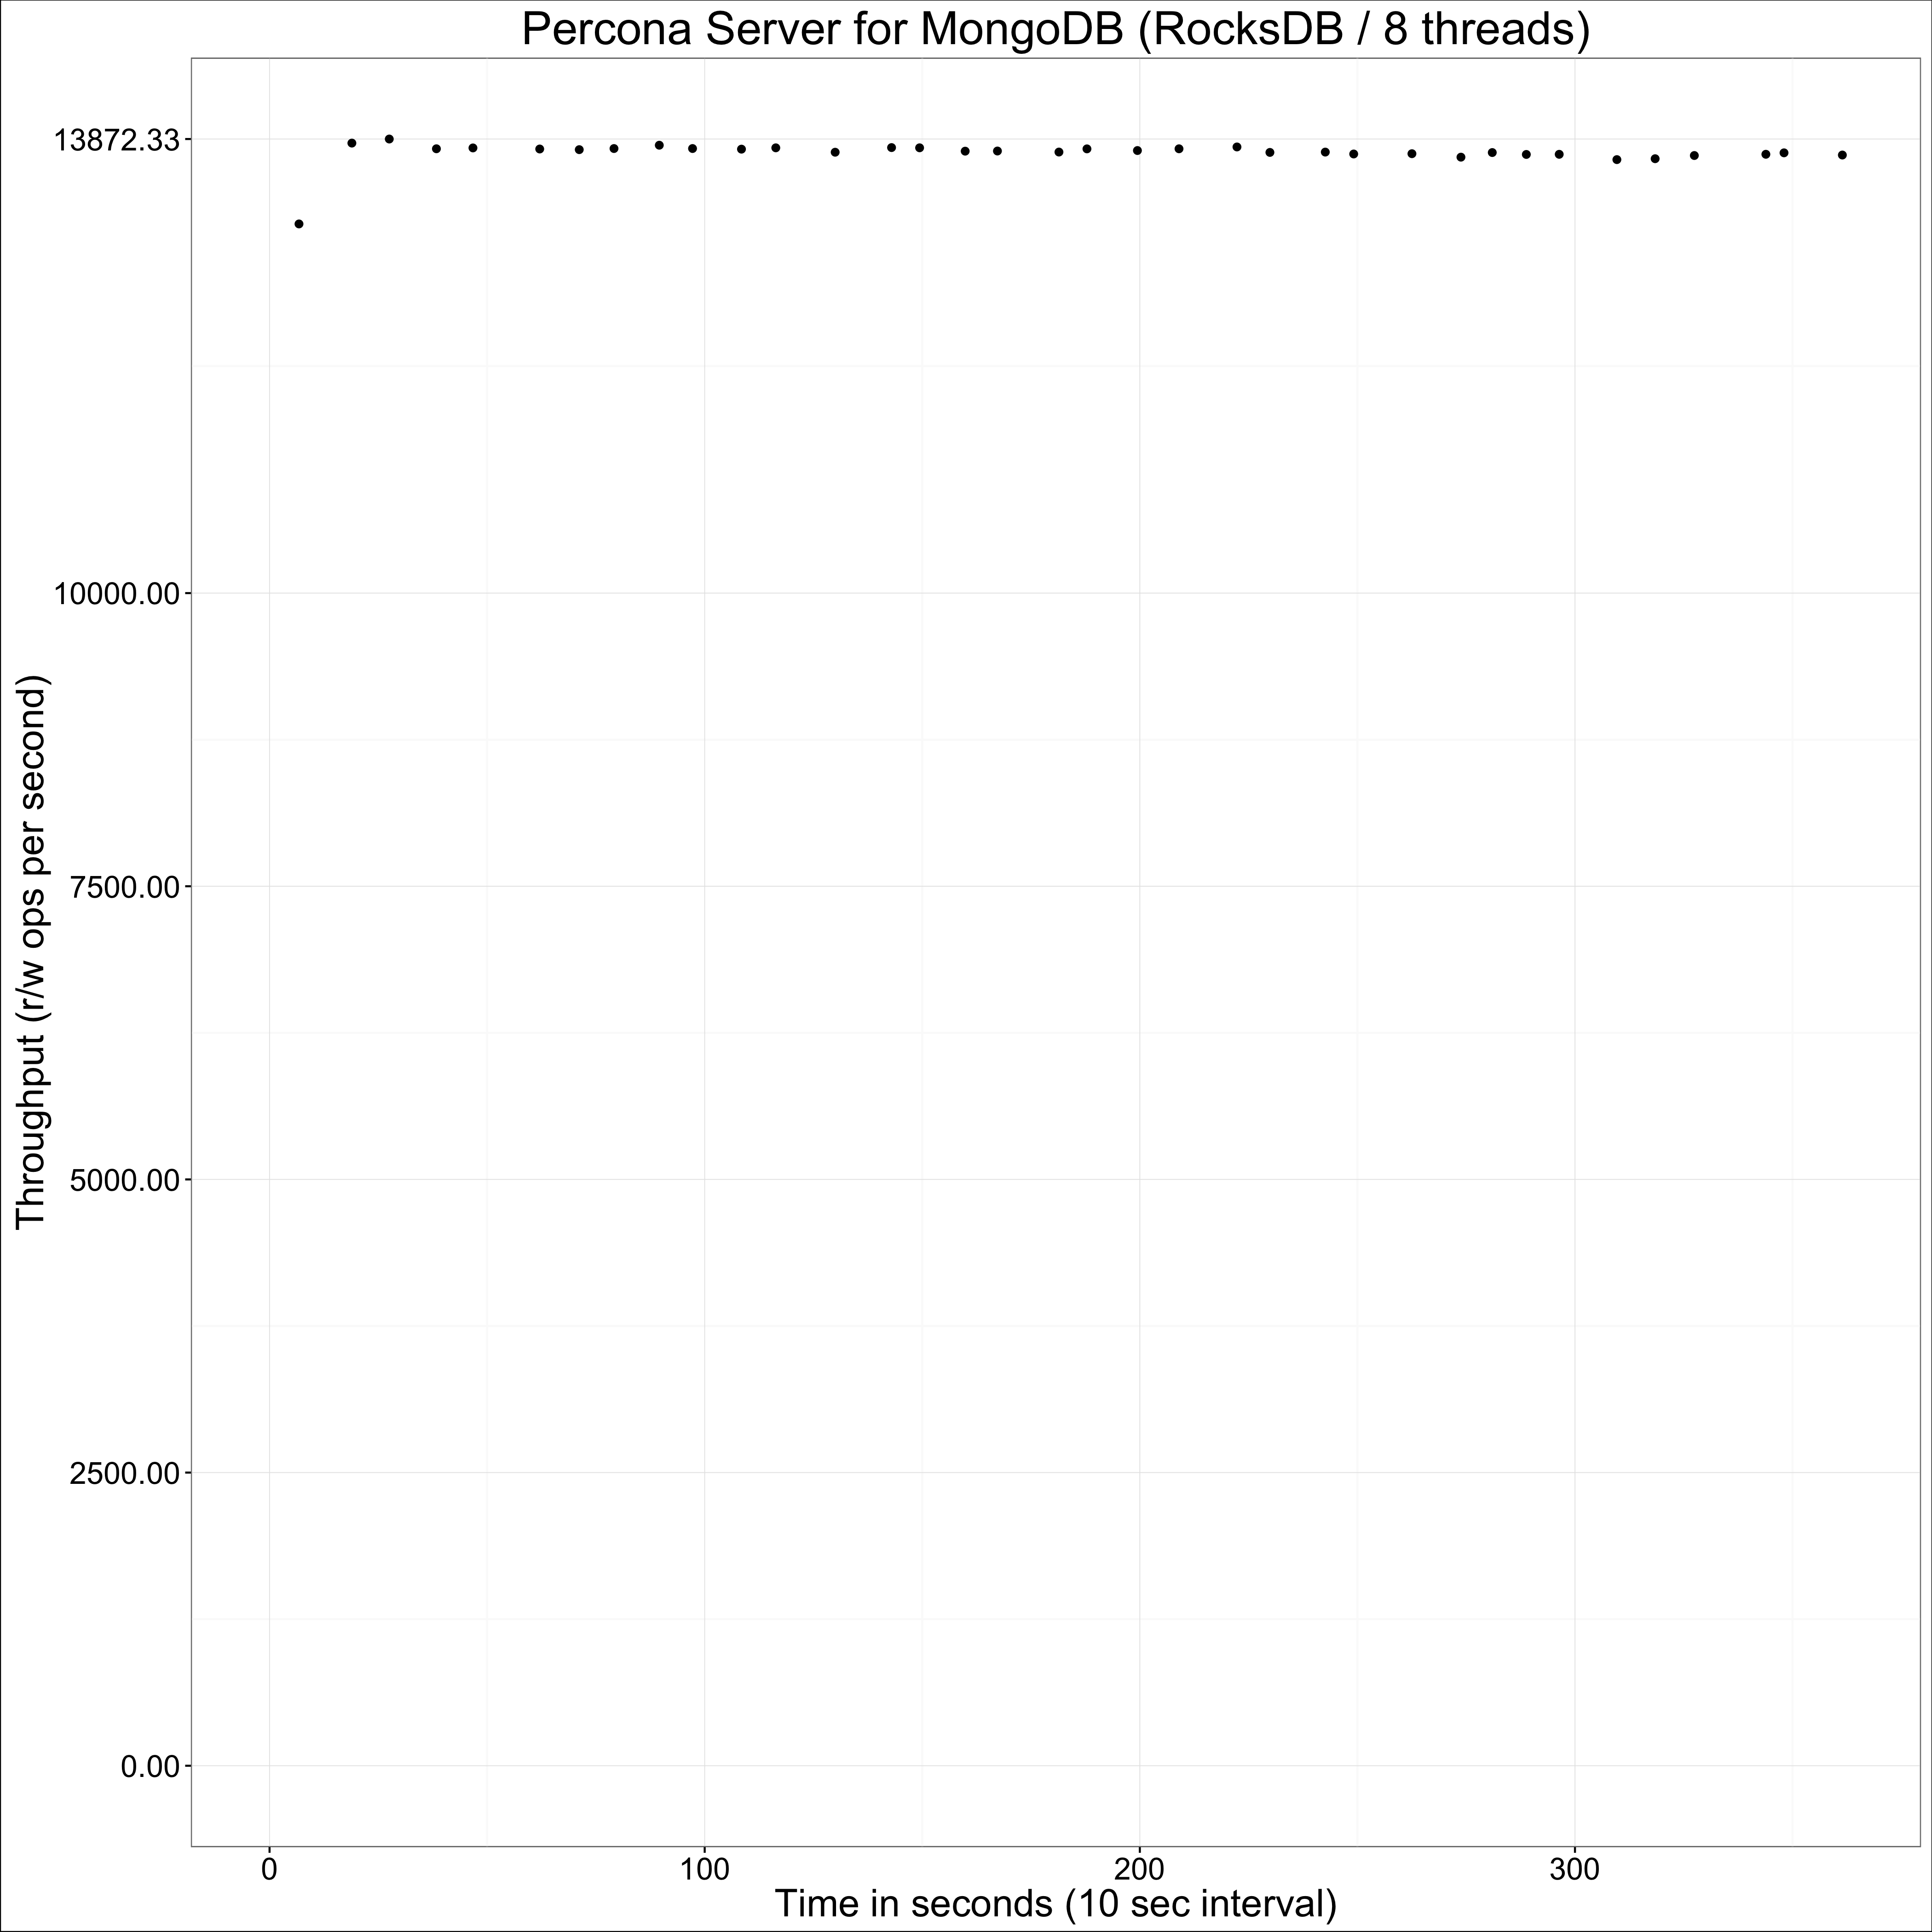 Percona Server for MongoDB (RocksDB / 8 threads)
Throughput (r/w ops per second)
13872.33
10000.00
7500.00
5000.00
2500.00
0.00
0 100 200 300
Time in seconds (10 sec interval)